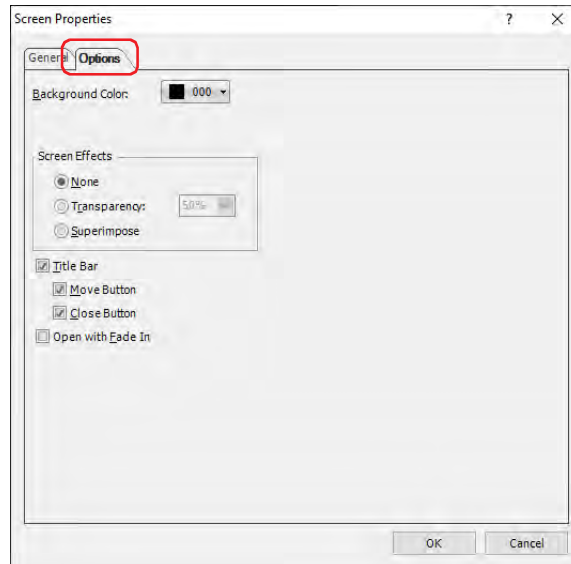 Screen Properties ? X
General Options
Background Color: 000
Screen Effects
None
Transparency: 50%
Superimpose
Title Bar
Move Button
Close Button
Open with Fade In
OK Cancel